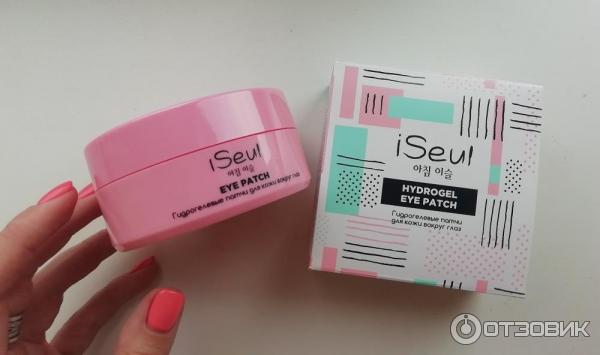 iSeul
아침 이슬
EYE PATCH
Гидрогелевые патчи для кожи вокруг глаз
iSeul
아침 이슬
HYDROGEL
EYE PATCH
Гидрогелевые патчи
для кожи вокруг глаз
ОТЗОВИК